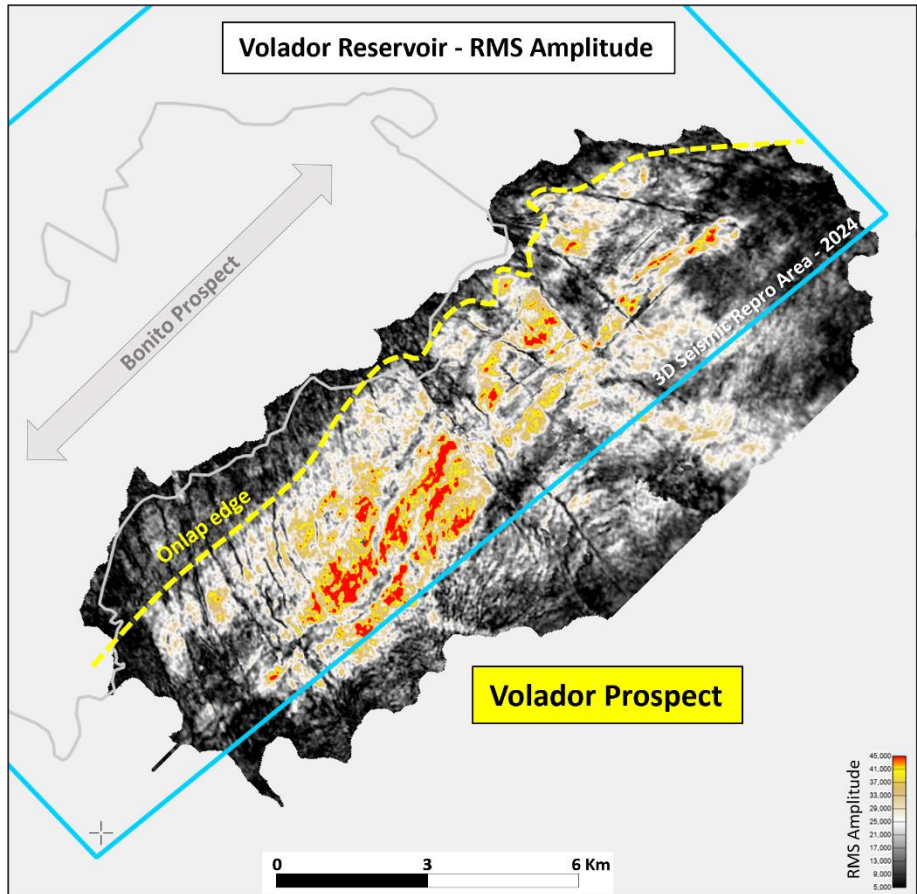 Volador Reservoir - RMS Amplitude
Bonito Prospect
3D Seismic Repro Area - 2024
Onlap edge
Volador Prospect
RMS Amplitude
45,000
41,000
37,000
33,000
29,000
25,000
21,000
17,000
13,000
9,000
5,000
0 3 6 Km